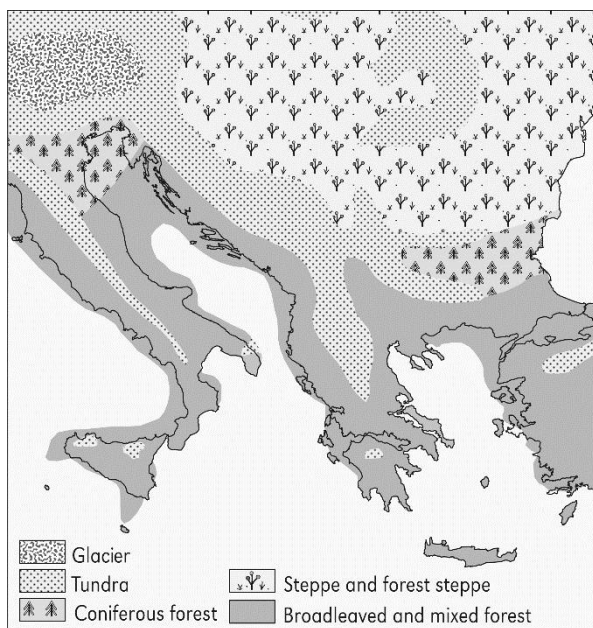 Glacier
Tundra
Coniferous forest
Steppe and forest steppe
Broadleaved and mixed forest